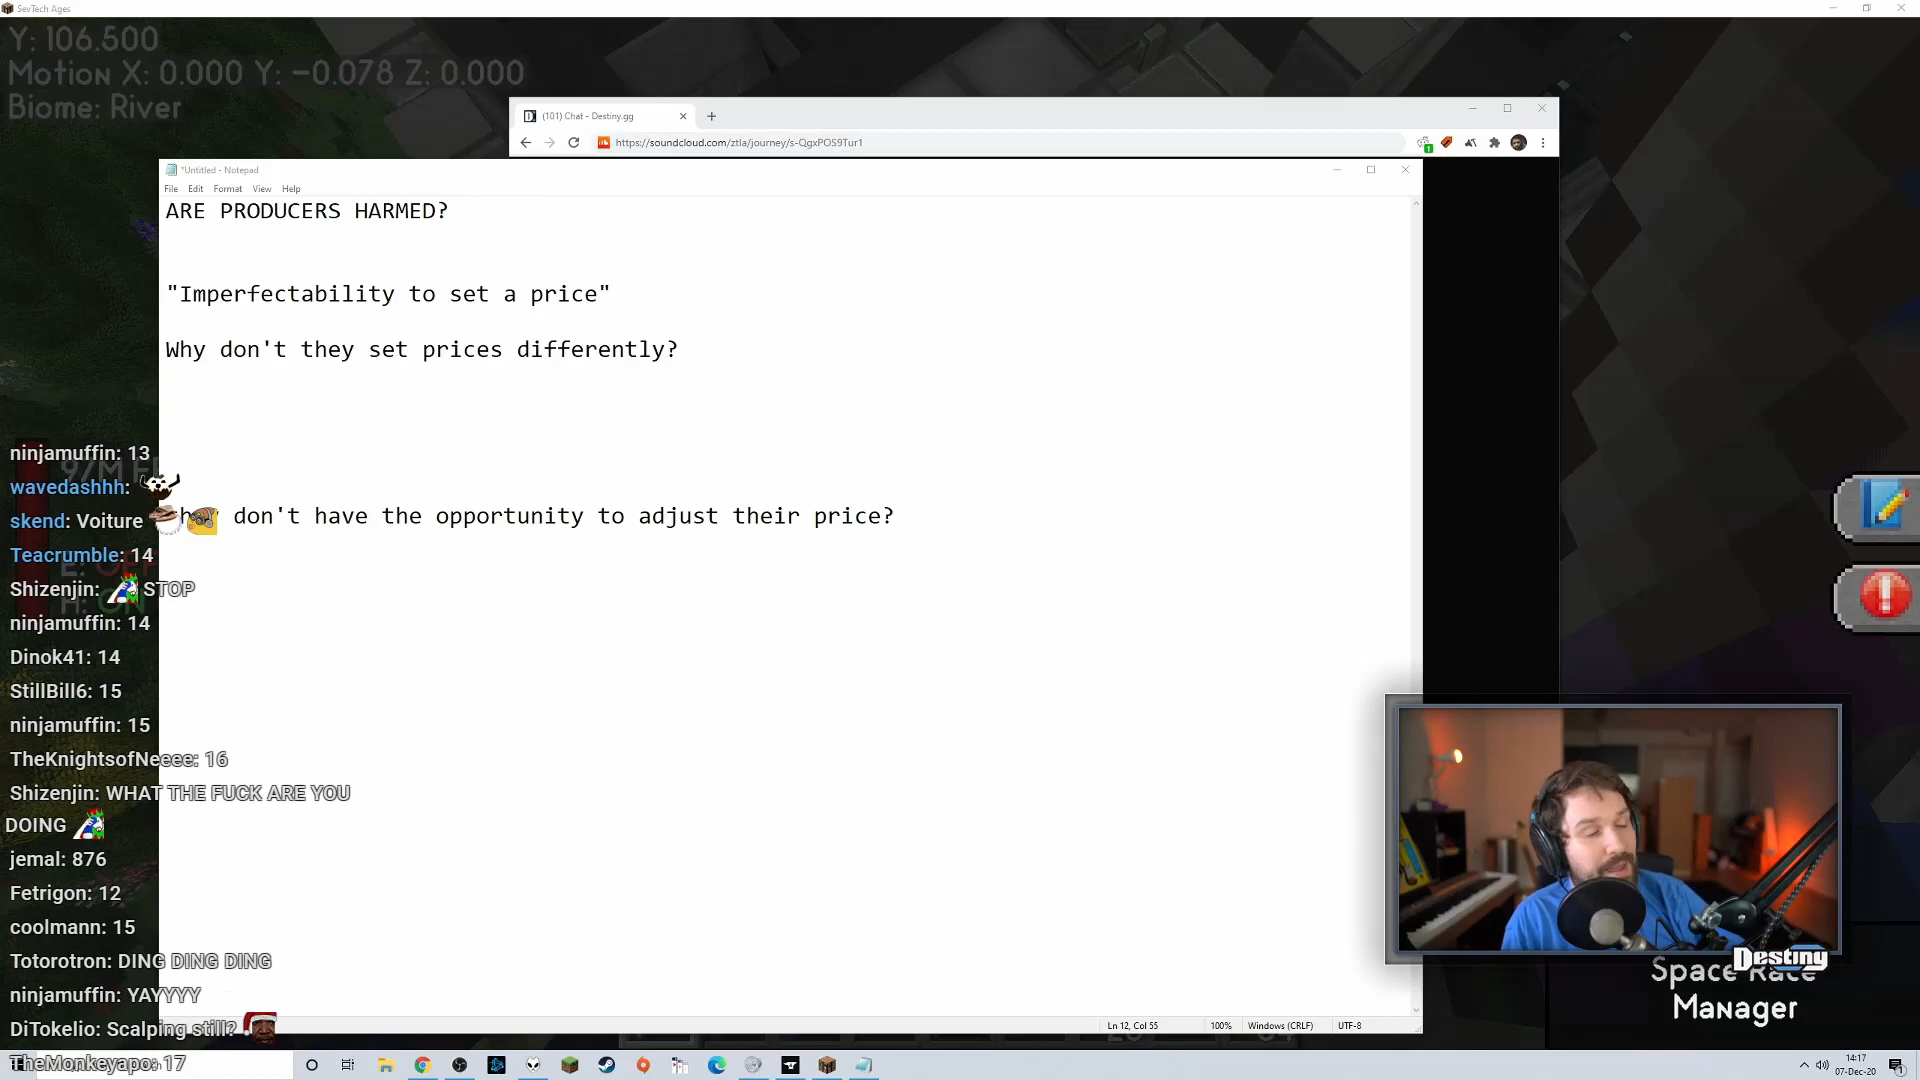 SevTech Ages
Y: 106.500
Motion X: 0.000 Y: -0.078 Z: 0.000
Biome: River
(101) Chat - Destiny.gg
https://soundcloud.com/ztla/journey/s-QgxPOS9Tur1
*Untitled - Notepad
File Edit Format View Help
ARE PRODUCERS HARMED?
"Imperfectability to set a price"
Why don't they set prices differently?
don't have the opportunity to adjust their price?
ninjamuffin: 13
wavedashhh:
skend: Voiture
Teacrumble: 14
Shizenjin: STOP
ninjamuffin: 14
Dinok41: 14
StillBill6: 15
ninjamuffin: 15
TheKnightsofNeeee: 16
Shizenjin: WHAT THE FUCK ARE YOU
DOING
jemal: 876
Fetrigon: 12
coolmann: 15
Totorotron: DING DING DING
ninjamuffin: YAYYYY
DiTokelio: Scalping still?
TheMonkeyapo: 17
Destiny
Space Race
Manager
Ln 12, Col 55 100% Windows (CRLF) UTF-8
14:17
07-Dec-20